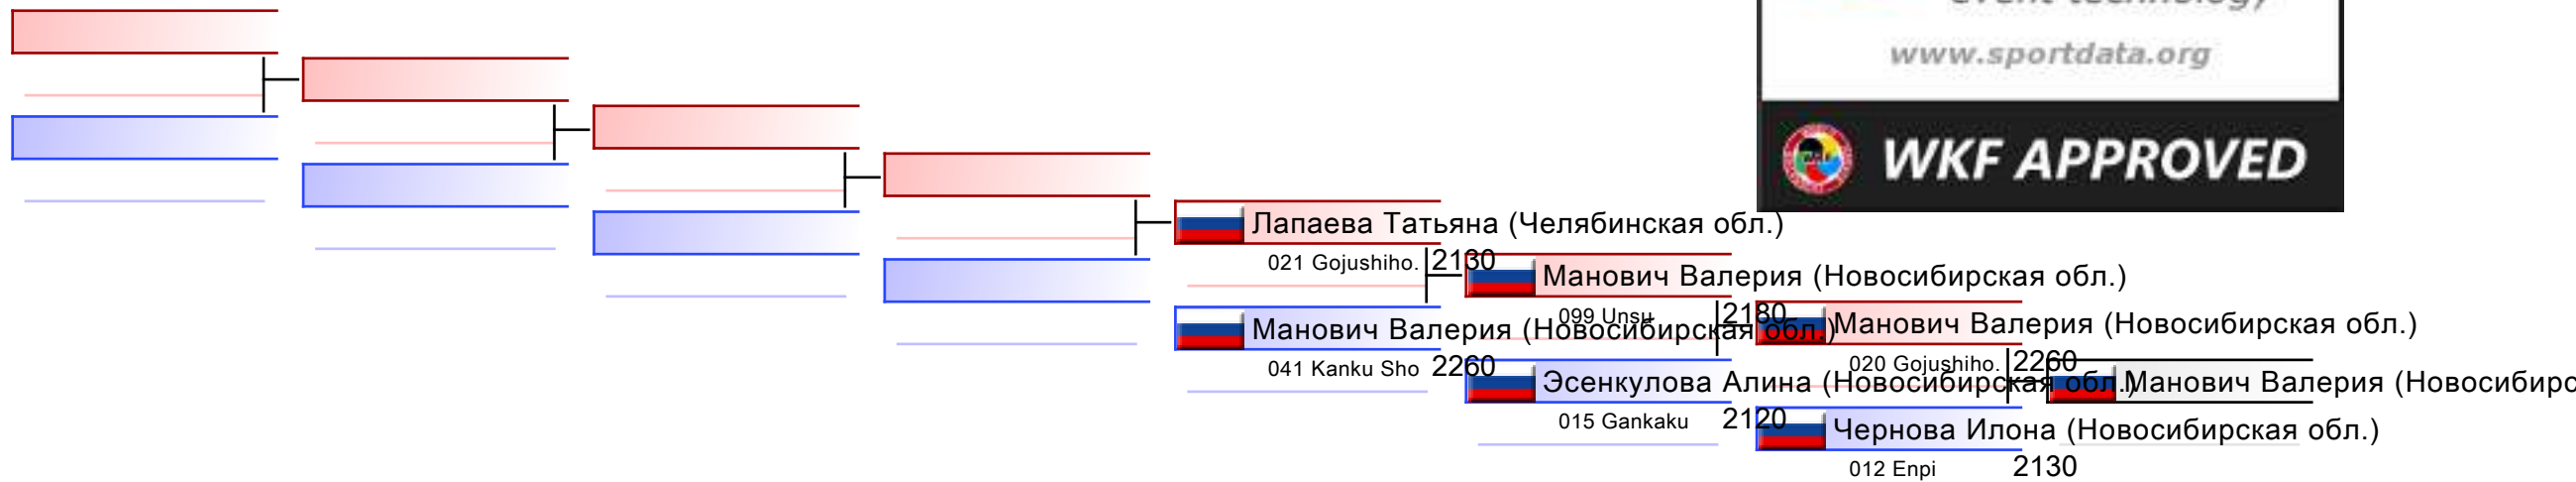 www.sportdata.org
WKF APPROVED
Лапаева Татьяна (Челябинская обл.)
021 Gojushiho. 2130
Манович Валерия (Новосибирская обл.)
041 Kanku Sho 2260
Манович Валерия (Новосибирская обл.)
099 Unsu 2180
Эсенкулова Алина (Новосибирская обл.)
015 Gankaku 2120
Манович Валерия (Новосибирская обл.)
020 Gojushiho. 2260
Чернова Илона (Новосибирская обл.)
012 Enpi 2130
Манович Валерия